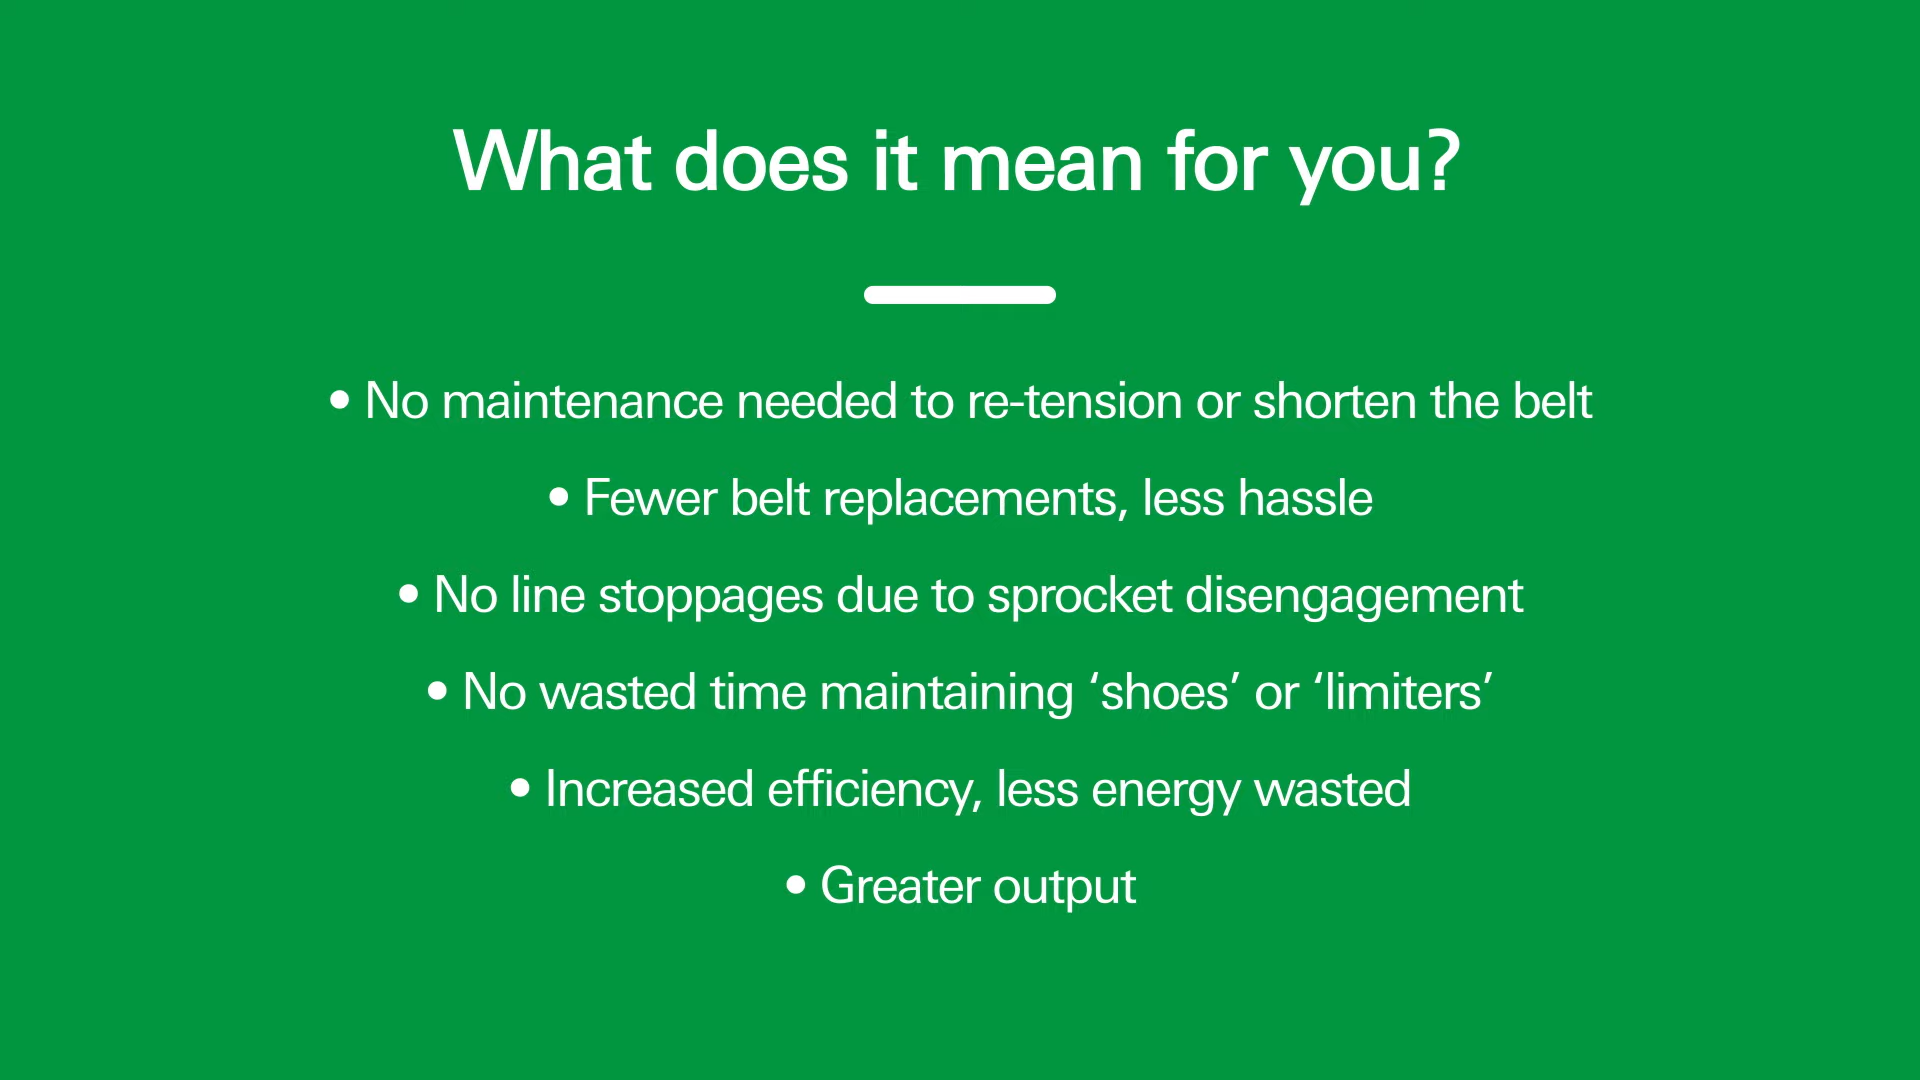 What does it mean for you?
• No maintenance needed to re-tension or shorten the belt
• Fewer belt replacements, less hassle
• No line stoppages due to sprocket disengagement
• No wasted time maintaining ‘shoes’ or ‘limiters’
• Increased efficiency, less energy wasted
• Greater output